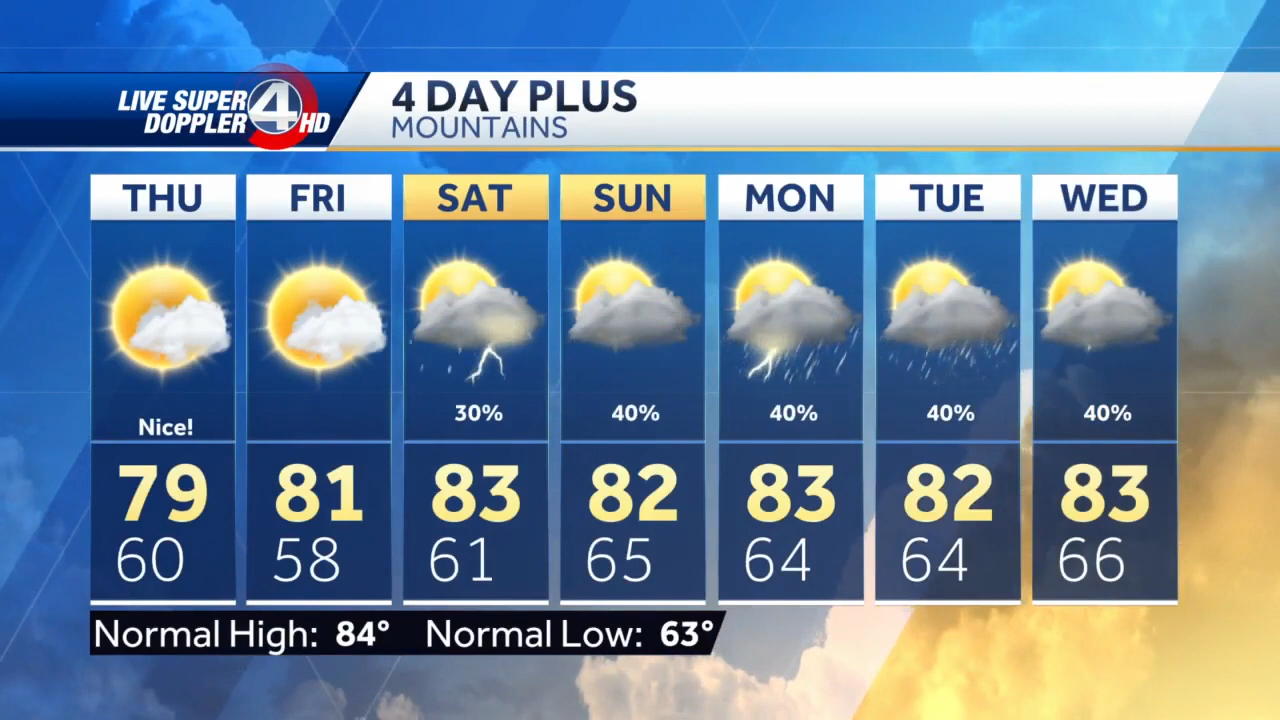 LIVE SUPER
DOPPLER 4 HD
4 DAY PLUS
MOUNTAINS
THU FRI SAT SUN MON TUE WED
Nice! 30% 40% 40% 40% 40%
79 81 83 82 83 82 83
60 58 61 65 64 64 66
Normal High: 84° Normal Low: 63°